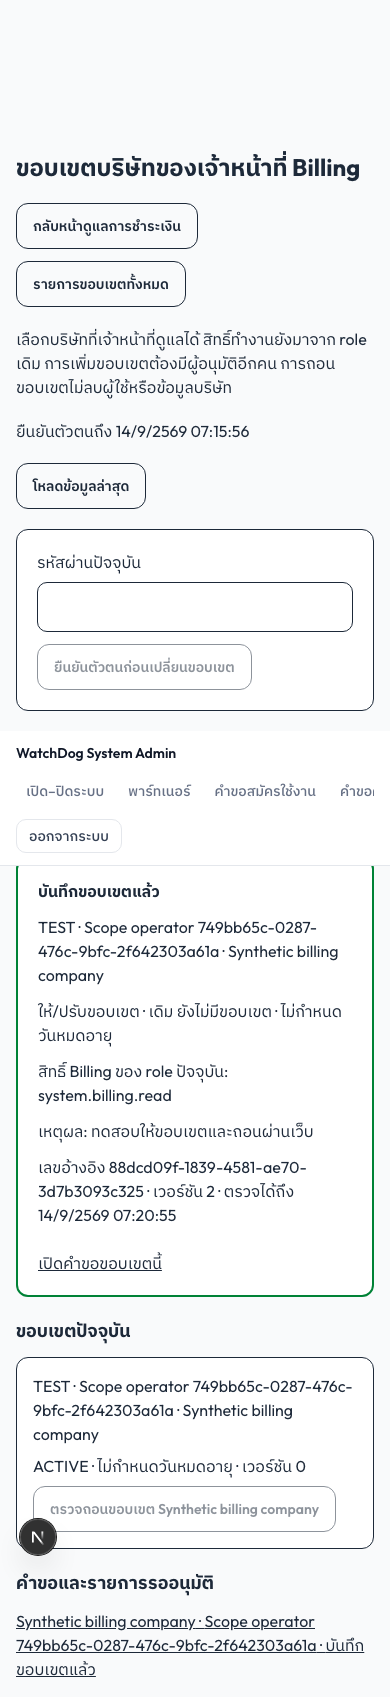 ขอบเขตบริษัทของเจ้าหน้าที่ Billing
กลับหน้าดูแลการชำระเงิน
รายการขอบเขตทั้งหมด
เลือกบริษัทที่เจ้าหน้าที่ดูแลได้ สิทธิ์ทำงานยังมาจาก role
เดิม การเพิ่มขอบเขตต้องมีผู้อนุมัติอีกคน การถอน
ขอบเขตไม่ลบผู้ใช้หรือข้อมูลบริษัท
ยืนยันตัวตนถึง 14/9/2569 07:15:56
โหลดข้อมูลล่าสุด
รหัสผ่านปัจจุบัน
ยืนยันตัวตนก่อนเปลี่ยนขอบเขต
WatchDog System Admin
เปิด–ปิดระบบ พาร์ทเนอร์ คำขอสมัครใช้งาน
ออกจากระบบ
บันทึกขอบเขตแล้ว
TEST · Scope operator 749bb65c-0287-
476c-9bfc-2f642303a61a · Synthetic billing
company
ให้/ปรับขอบเขต · เดิม ยังไม่มีขอบเขต · ไม่กำหนด
วันหมดอายุ
สิทธิ์ Billing ของ role ปัจจุบัน:
system.billing.read
เหตุผล: ทดสอบให้ขอบเขตและถอนผ่านเว็บ
เลขอ้างอิง 88dcd09f-1839-4581-ae70-
3d7b3093c325 · เวอร์ชัน 2 · ตรวจได้ถึง
14/9/2569 07:20:55
เปิดคำขอขอบเขตนี้
ขอบเขตปัจจุบัน
TEST · Scope operator 749bb65c-0287-476c-
9bfc-2f642303a61a · Synthetic billing
company
ACTIVE · ไม่กำหนดวันหมดอายุ · เวอร์ชัน 0
ตรวจถอนขอบเขต Synthetic billing company
N
คำขอและรายการรออนุมัติ
Synthetic billing company · Scope operator
749bb65c-0287-476c-9bfc-2f642303a61a · บันทึก
ขอบเขตแล้ว